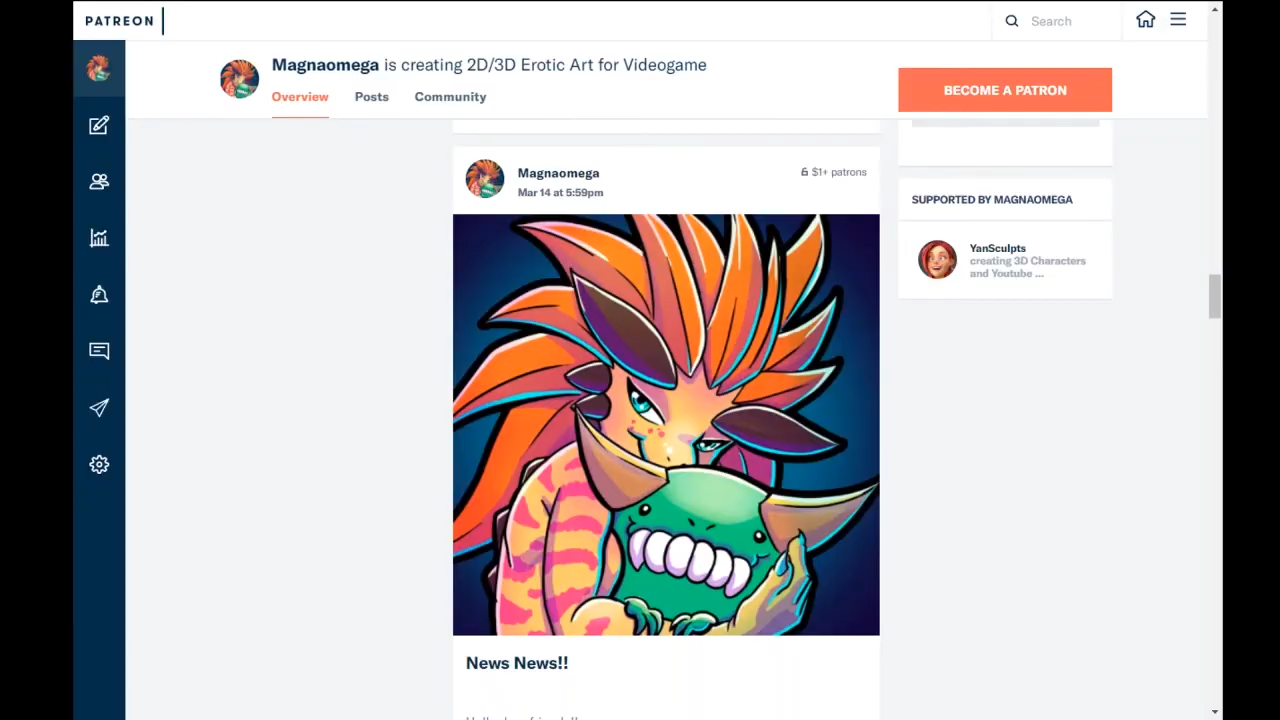 PATREON
Search
Magnaomega is creating 2D/3D Erotic Art for Videogame
Overview Posts Community
BECOME A PATRON
Magnaomega
Mar 14 at 5:59pm
$1+ patrons
SUPPORTED BY MAGNAOMEGA
YanSculpts
creating 3D Characters
and Youtube ...
News News!!